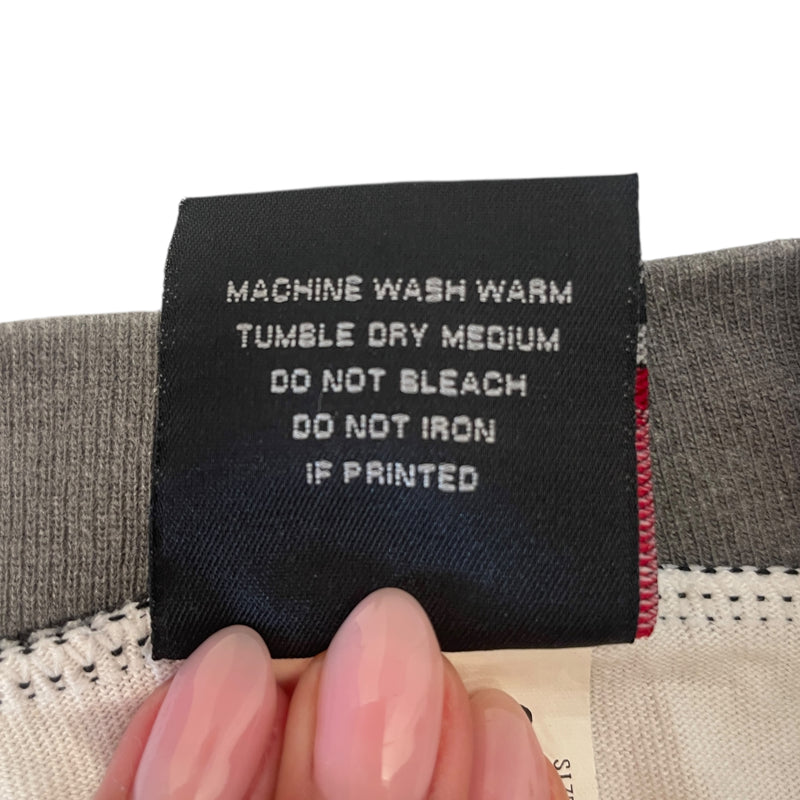 MACHINE WASH WARM
TUMBLE DRY MEDIUM
DO NOT BLEACH
DO NOT IRON
IF PRINTED